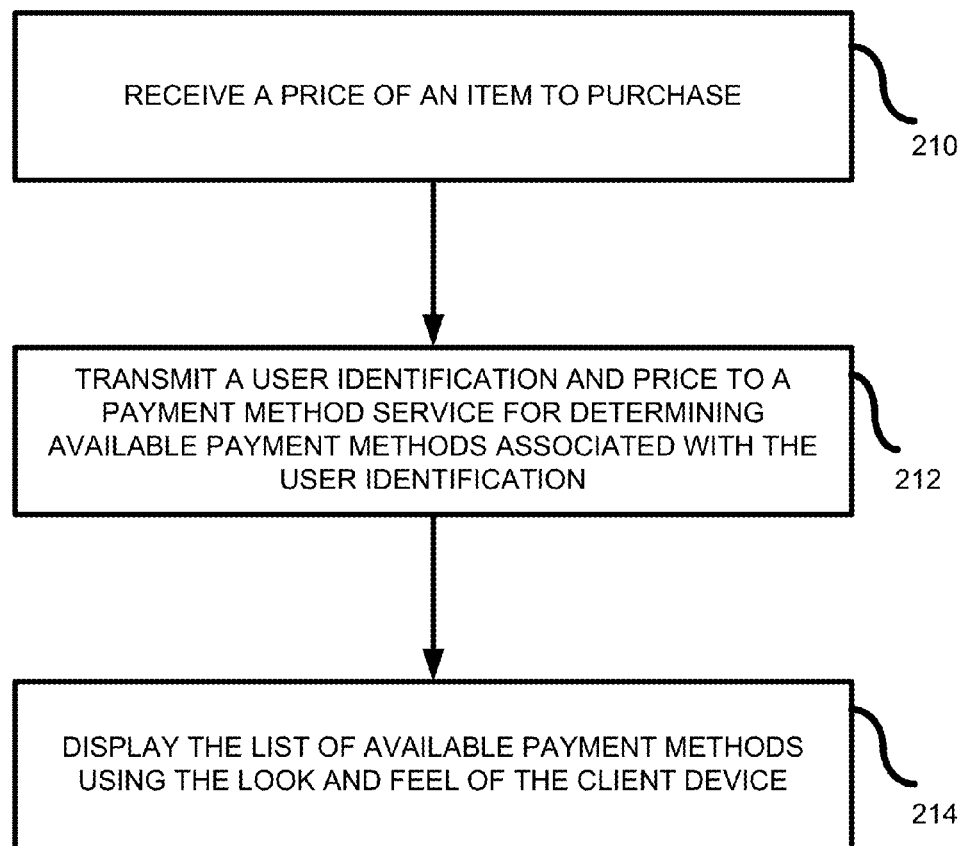 RECEIVE A PRICE OF AN ITEM TO PURCHASE
210
TRANSMIT A USER IDENTIFICATION AND PRICE TO A
PAYMENT METHOD SERVICE FOR DETERMINING
AVAILABLE PAYMENT METHODS ASSOCIATED WITH THE
USER IDENTIFICATION
212
DISPLAY THE LIST OF AVAILABLE PAYMENT METHODS
USING THE LOOK AND FEEL OF THE CLIENT DEVICE
214